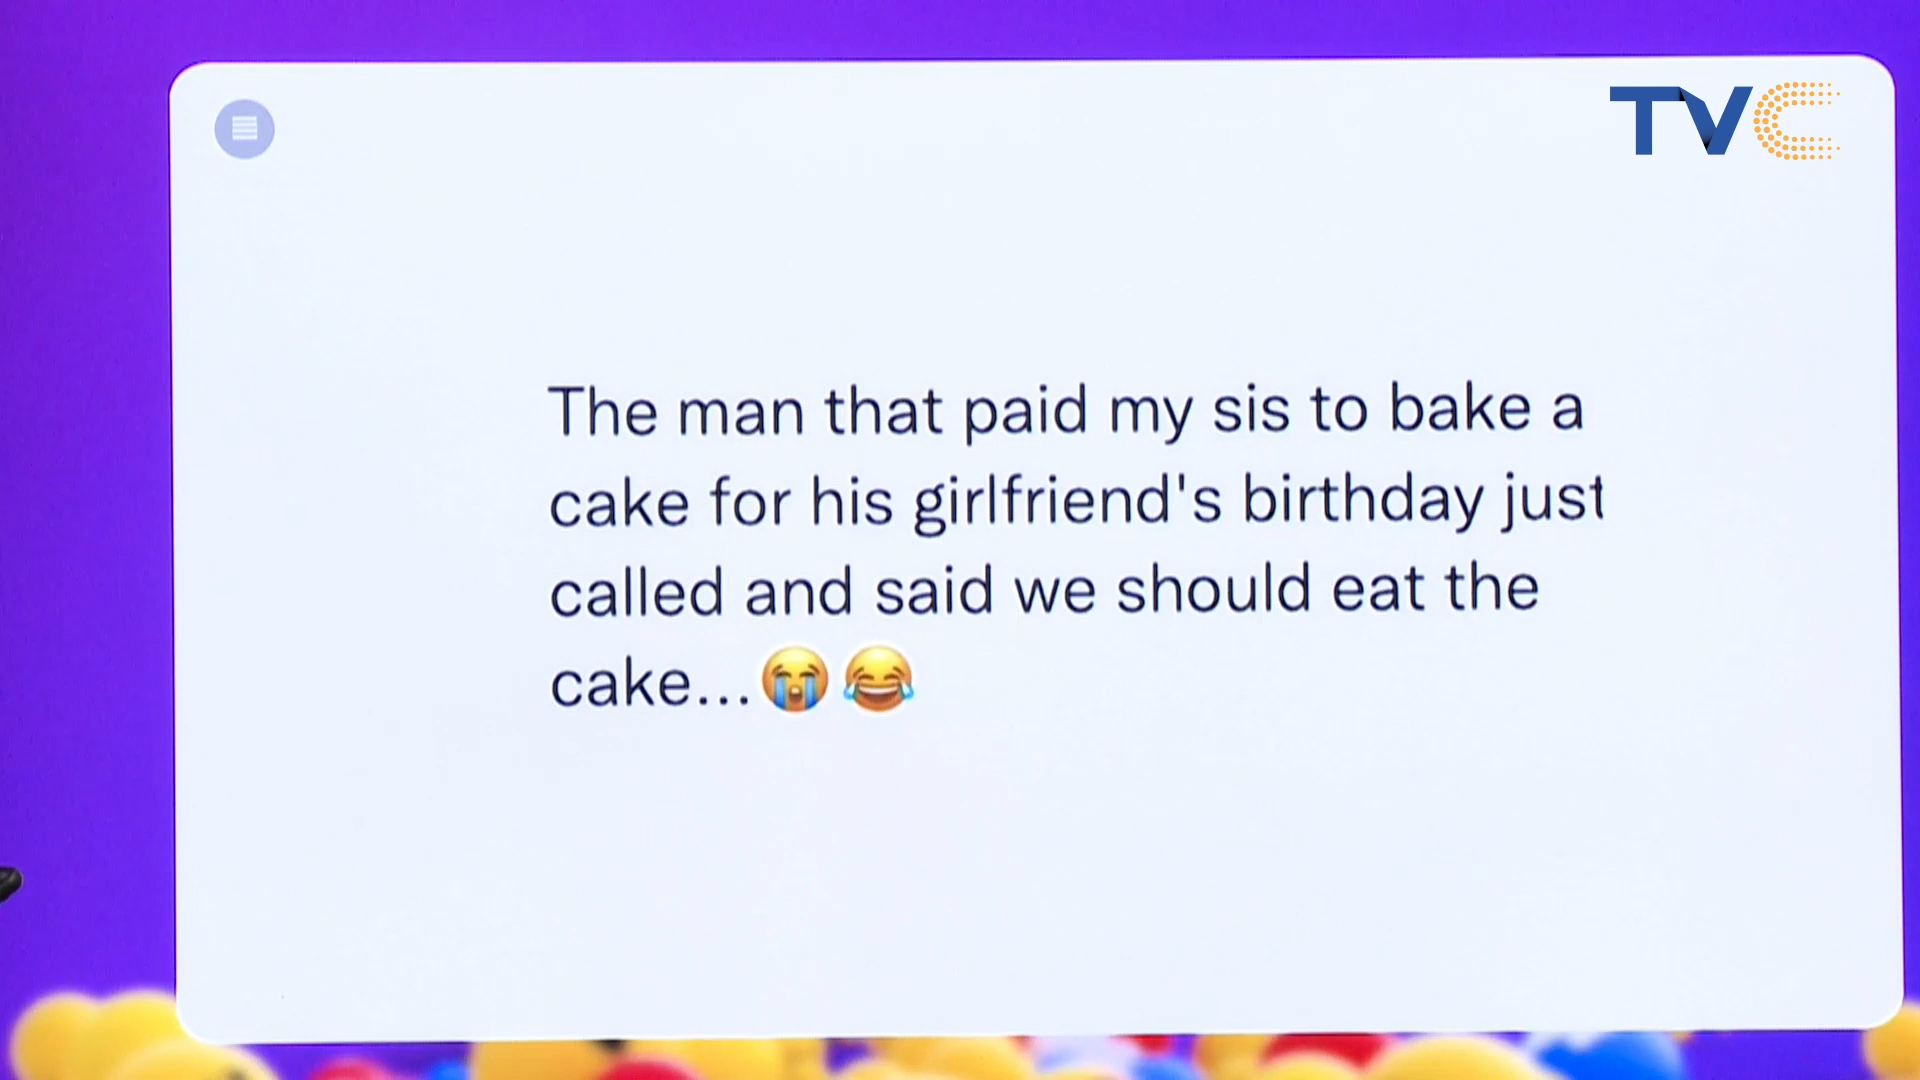 TVC
The man that paid my sis to bake a
cake for his girlfriend's birthday just
called and said we should eat the
cake...😭😂